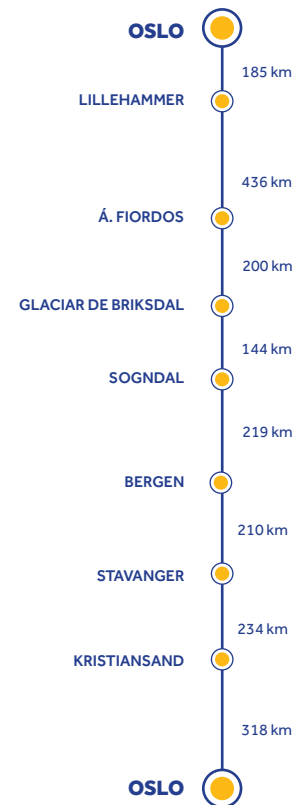 OSLO
185 km
LILLEHAMMER
436 km
Á. FIORDOS
200 km
GLACIAR DE BRIKSDAL
144 km
SOGNDAL
219 km
BERGEN
210 km
STAVANGER
234 km
KRISTIANSAND
318 km
OSLO